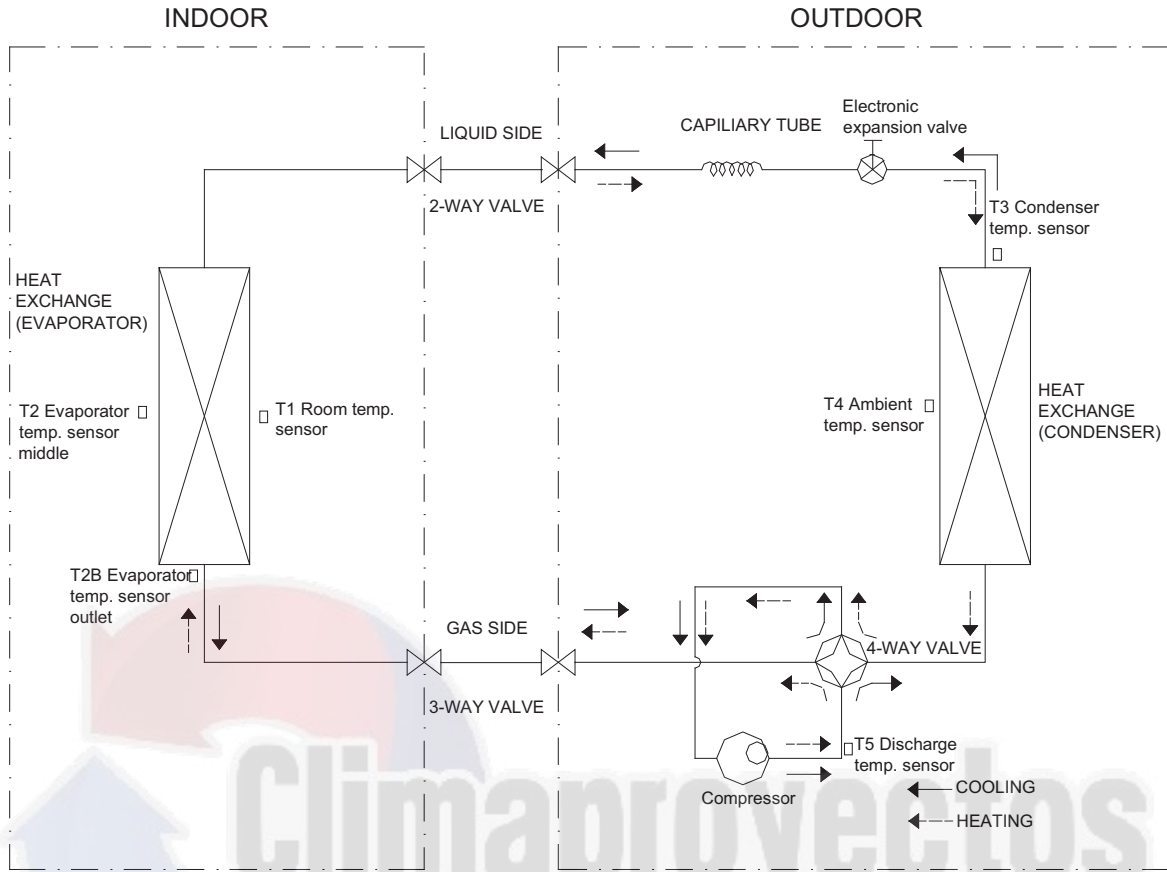 INDOOR
OUTDOOR
Electronic
expansion valve
CAPILIARY TUBE
LIQUID SIDE
2-WAY VALVE
T3 Condenser
temp. sensor
HEAT
EXCHANGE
(EVAPORATOR)
T2 Evaporator
temp. sensor
middle
T1 Room temp.
sensor
T4 Ambient
temp. sensor
HEAT
EXCHANGE
(CONDENSER)
T2B Evaporator
temp. sensor
outlet
GAS SIDE
3-WAY VALVE
4-WAY VALVE
T5 Discharge
temp. sensor
Compressor
COOLING
HEATING
Climaproyectos